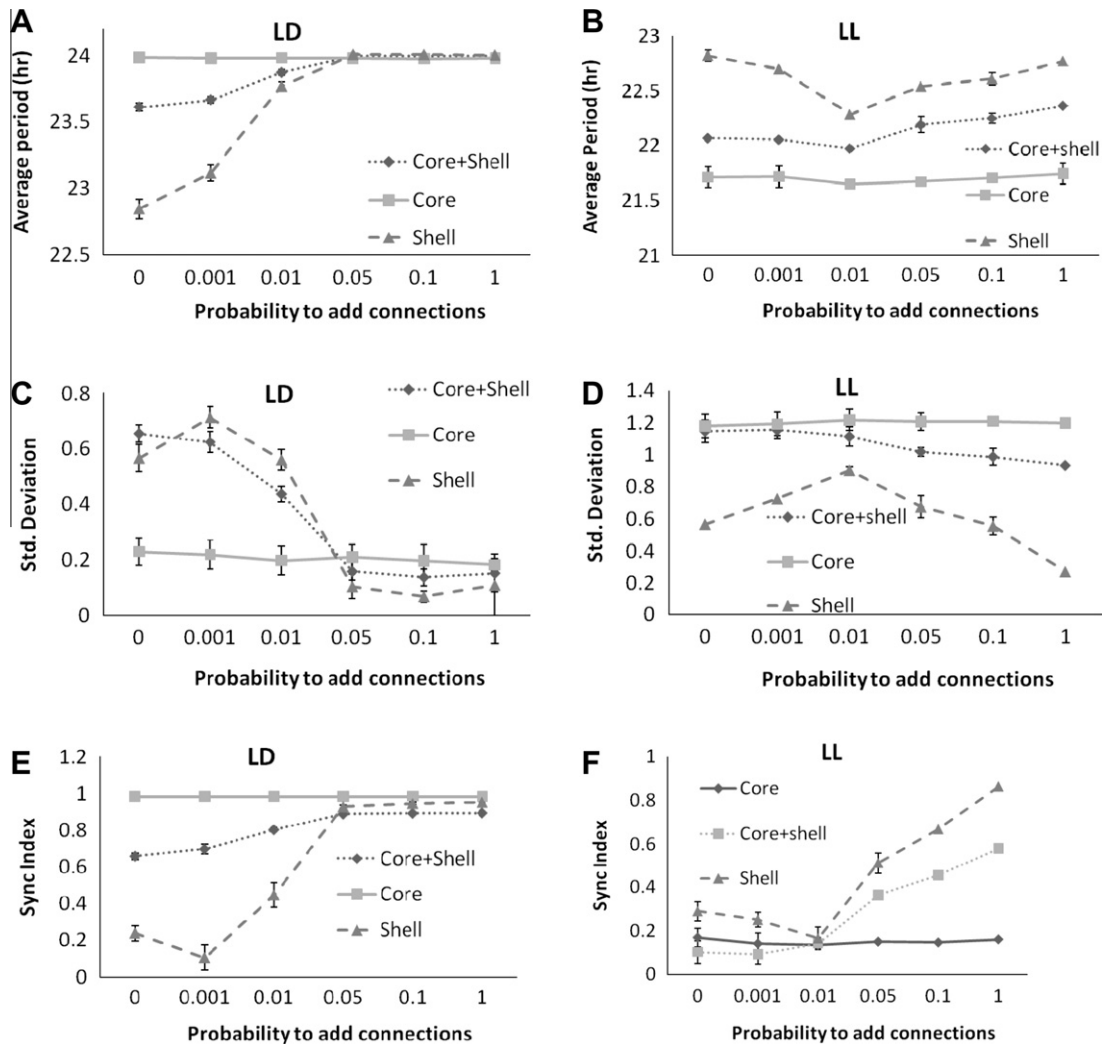 A
LD
Average period (hr)
24
23.5
23
22.5
Core+Shell
Core
Shell
0 0.001 0.01 0.05 0.1 1
Probability to add connections
B
LL
Average Period (hr)
23
22.5
22
21.5
21
Core+shell
Core
Shell
0 0.001 0.01 0.05 0.1 1
Probability to add connections
C
LD
Std. Deviation
0.8
0.6
0.4
0.2
0
Core+Shell
Core
Shell
0 0.001 0.01 0.05 0.1 1
Probability to add connections
D
LL
Std. Deviation
1.4
1.2
1
0.8
0.6
0.4
0.2
0
Core+shell
Core
Shell
0 0.001 0.01 0.05 0.1 1
Probability to add connections
E
LD
Sync Index
1.2
1
0.8
0.6
0.4
0.2
0
Core+Shell
Core
Shell
0 0.001 0.01 0.05 0.1 1
Probability to add connections
F
LL
Sync Index
1
0.8
0.6
0.4
0.2
0
Core
Core+shell
Shell
0 0.001 0.01 0.05 0.1 1
Probability to add connections